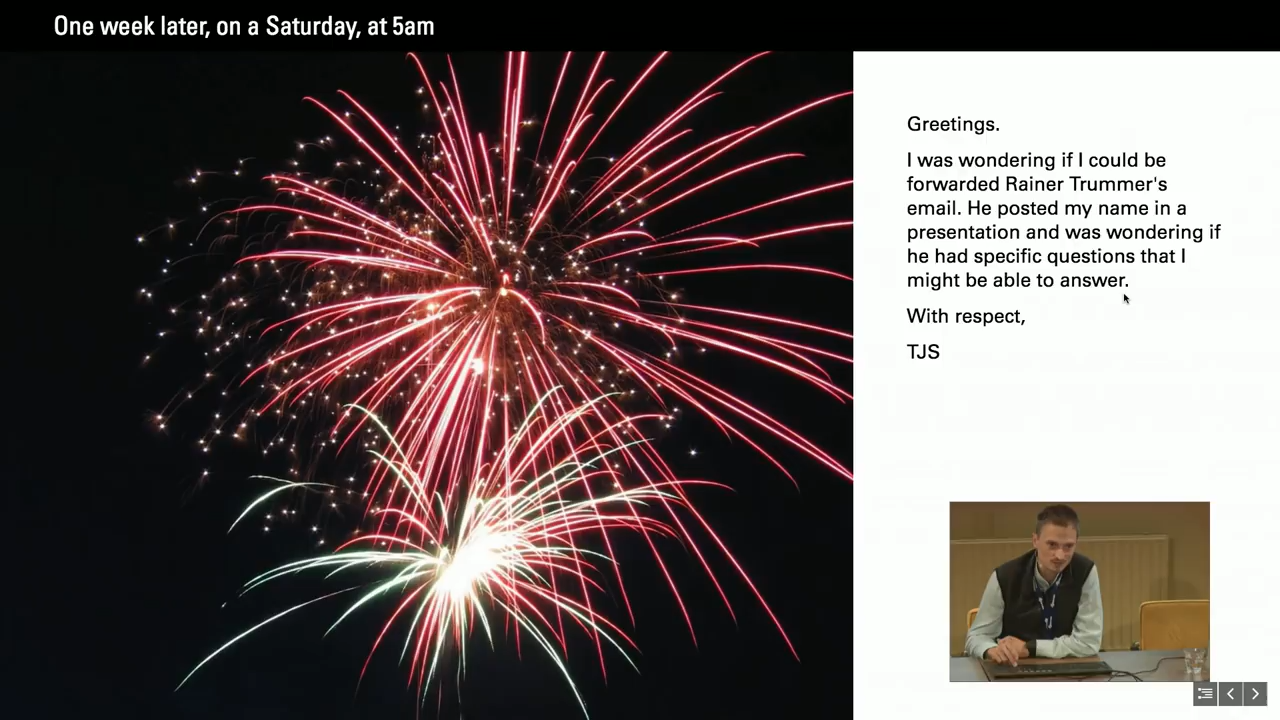 One week later, on a Saturday, at 5am
Greetings.
I was wondering if I could be
forwarded Rainer Trummer's
email. He posted my name in a
presentation and was wondering if
he had specific questions that I
might be able to answer.
With respect,
TJS